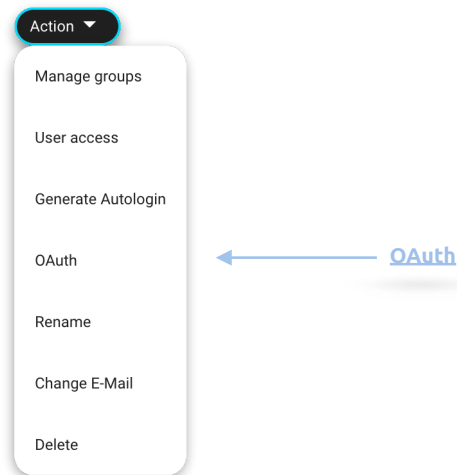 Action
Manage groups
User access
Generate Autologin
OAuth
OAuth
Rename
Change E-Mail
Delete